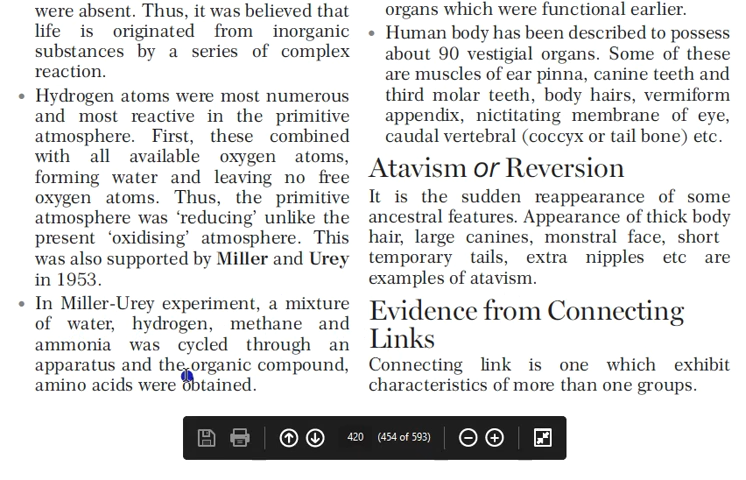 were absent. Thus, it was believed that
life is originated from inorganic
substances by a series of complex
reaction.
• Hydrogen atoms were most numerous
and most reactive in the primitive
atmosphere. First, these combined
with all available oxygen atoms,
forming water and leaving no free
oxygen atoms. Thus, the primitive
atmosphere was ‘reducing’ unlike the
present ‘oxidising’ atmosphere. This
was also supported by Miller and Urey
in 1953.
• In Miller-Urey experiment, a mixture
of water, hydrogen, methane and
ammonia was cycled through an
apparatus and the organic compound,
amino acids were obtained.
organs which were functional earlier.
• Human body has been described to possess
about 90 vestigial organs. Some of these
are muscles of ear pinna, canine teeth and
third molar teeth, body hairs, vermiform
appendix, nictitating membrane of eye,
caudal vertebral (coccyx or tail bone) etc.
Atavism or Reversion
It is the sudden reappearance of some
ancestral features. Appearance of thick body
hair, large canines, monstral face, short
temporary tails, extra nipples etc are
examples of atavism.
Evidence from Connecting
Links
Connecting link is one which exhibit
characteristics of more than one groups.
420 (454 of 593)